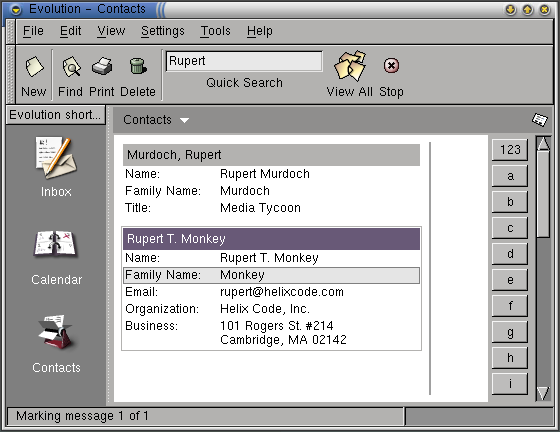 Evolution - Contacts
File Edit View Settings Tools Help
Rupert
New Find Print Delete Quick Search View All Stop
Evolution short...
Contacts
Inbox
Calendar
Contacts
Murdoch, Rupert
Name: Rupert Murdoch
Family Name: Murdoch
Title: Media Tycoon
Rupert T. Monkey
Name: Rupert T. Monkey
Family Name: Monkey
Email: rupert@helixcode.com
Organization: Helix Code, Inc.
Business: 101 Rogers St. #214
Cambridge, MA 02142
123
a
b
c
d
e
f
g
h
i
Marking message 1 of 1